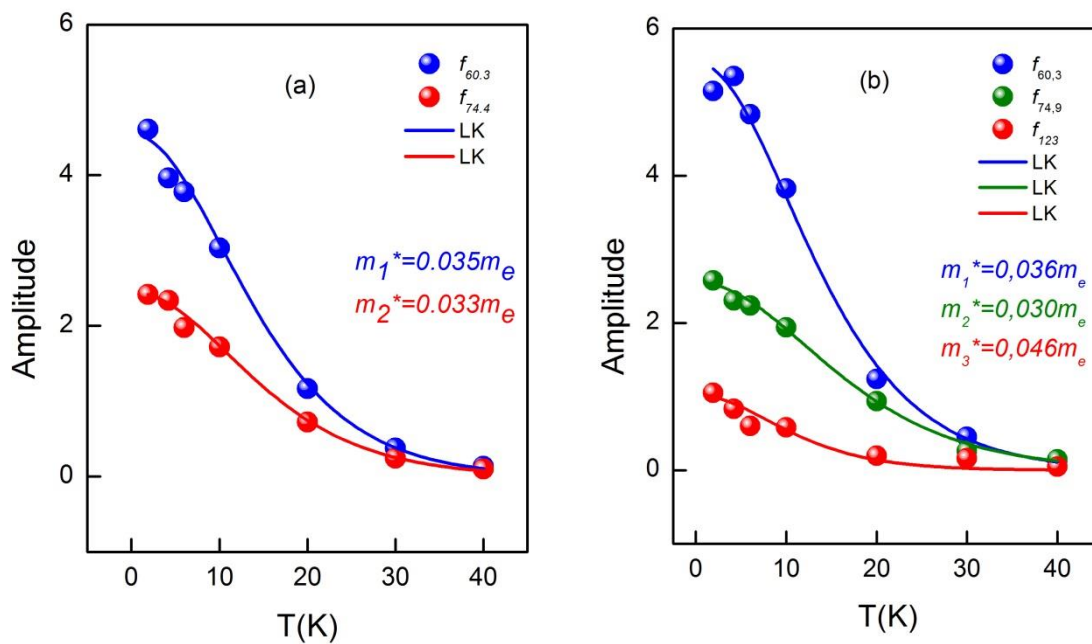 6
4
2
0
Amplitude
(a)
f60.3
f74.4
LK
LK
m1*=0.035me
m2*=0.033me
0 10 20 30 40
T(K)
6
4
2
0
Amplitude
(b)
f60,3
f74,9
f123
LK
LK
LK
m1*=0,036me
m2*=0,030me
m3*=0,046me
0 10 20 30 40
T(K)